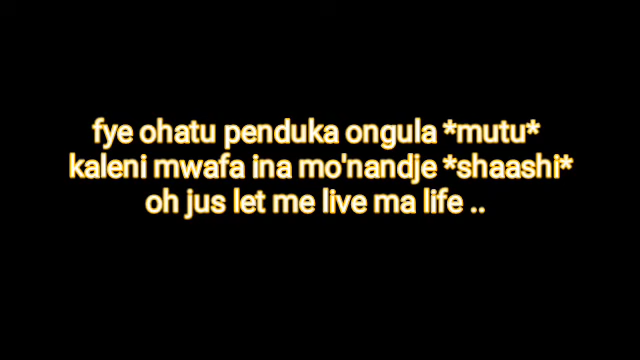 fye ohatu penduka ongula *mutu*
kaleni mwafa ina mo'nandje *shaashi*
oh jus let me live ma life ..